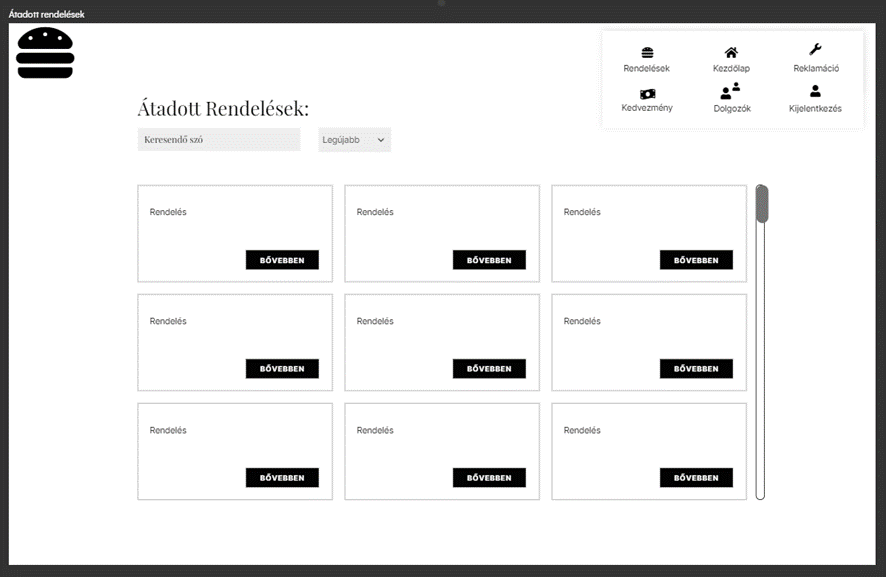 Átadott rendelések
Rendelések Kezdőlap Reklamáció
Kedvezmény Dolgozók Kijelentkezés
Átadott Rendelések:
Keresendő szó Legújabb
Rendelés Rendelés Rendelés
BŐVEBBEN BŐVEBBEN BŐVEBBEN
Rendelés Rendelés Rendelés
BŐVEBBEN BŐVEBBEN BŐVEBBEN
Rendelés Rendelés Rendelés
BŐVEBBEN BŐVEBBEN BŐVEBBEN